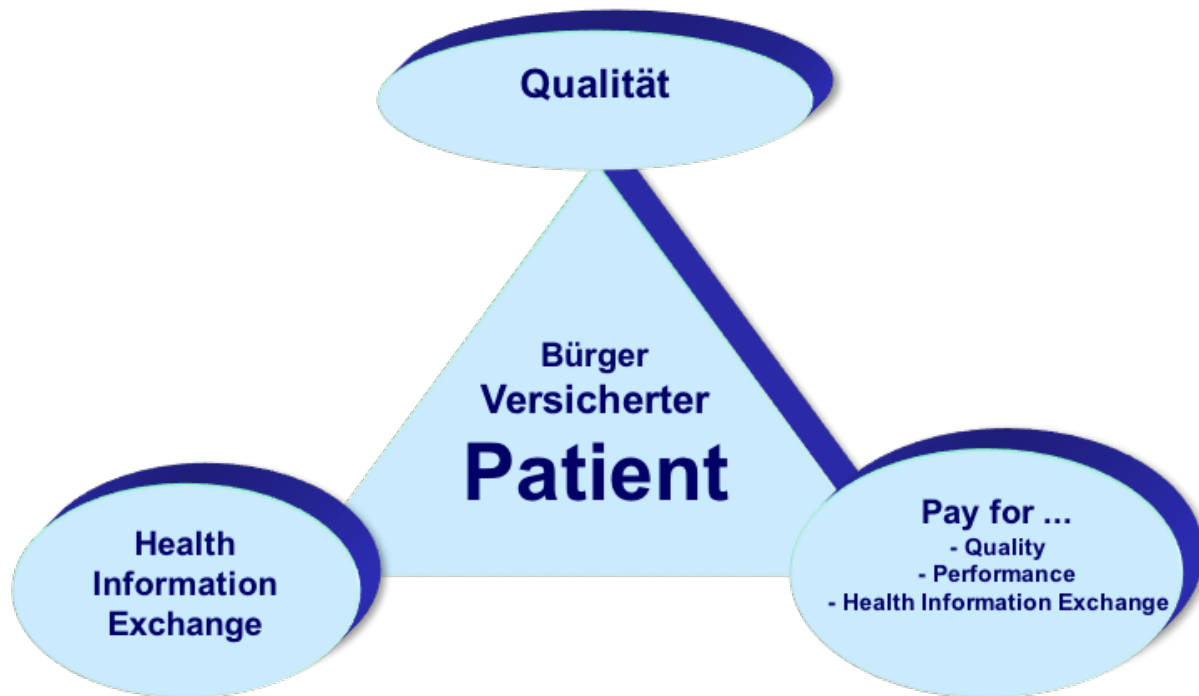 Qualität
Bürger
Versicherter
Patient
Health
Information
Exchange
Pay for ...
- Quality
- Performance
- Health Information Exchange